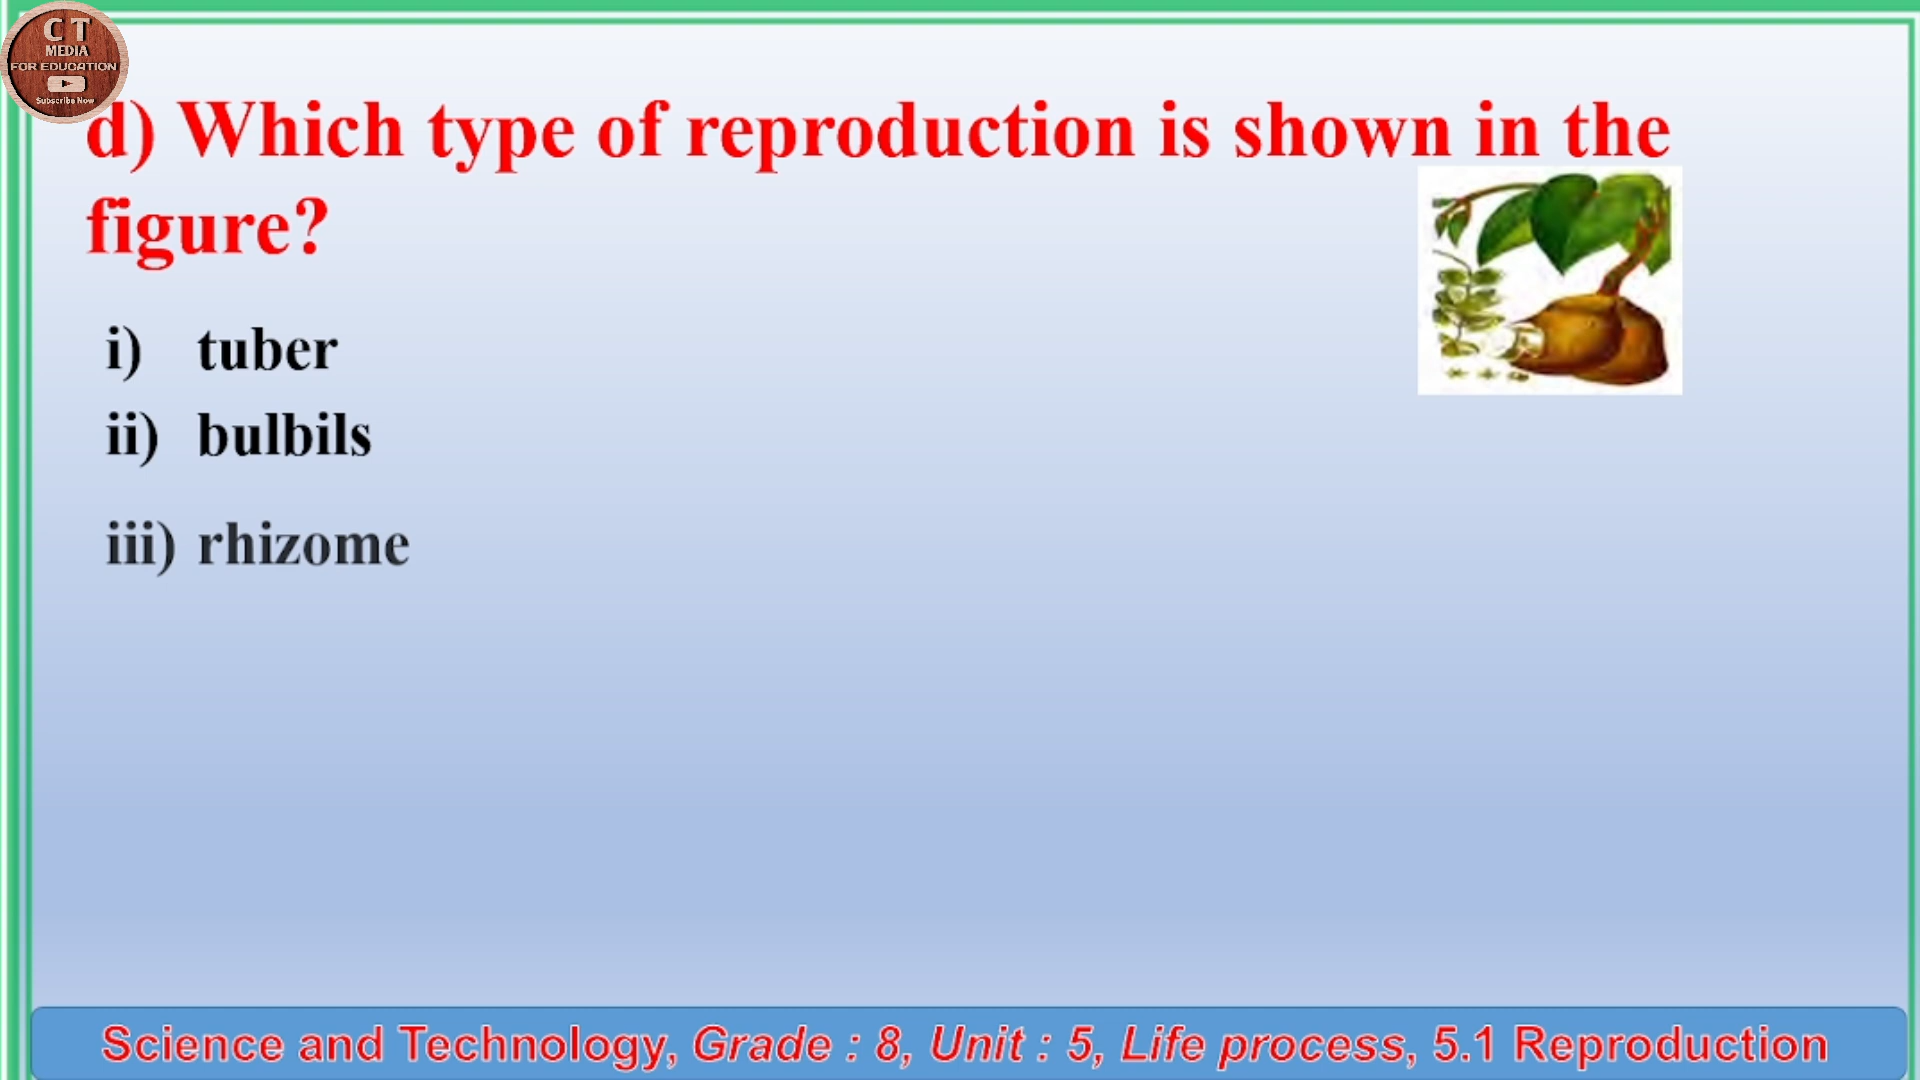 C T
MEDIA
FOR EDUCATION
Subscribe Now
d) Which type of reproduction is shown in the
figure?
i) tuber
ii) bulbils
iii) rhizome
Science and Technology, Grade : 8, Unit : 5, Life process, 5.1 Reproduction